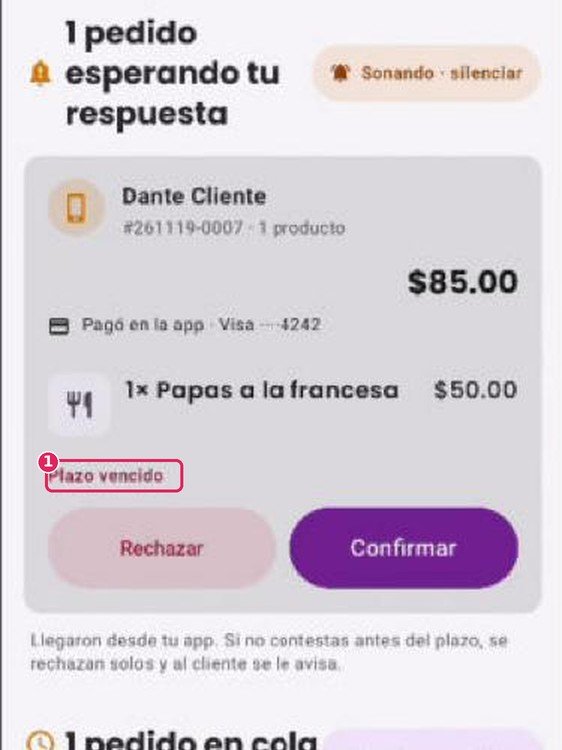 1 pedido
esperando tu
respuesta
Sonando · silenciar
Dante Cliente
#261119-0007 · 1 producto
$85.00
Pagó en la app · Visa ····4242
1× Papas a la francesa $50.00
1
Plazo vencido
Rechazar
Confirmar
Llegaron desde tu app. Si no contestas antes del plazo, se
rechazan solos y al cliente se le avisa.
1 pedido en cola